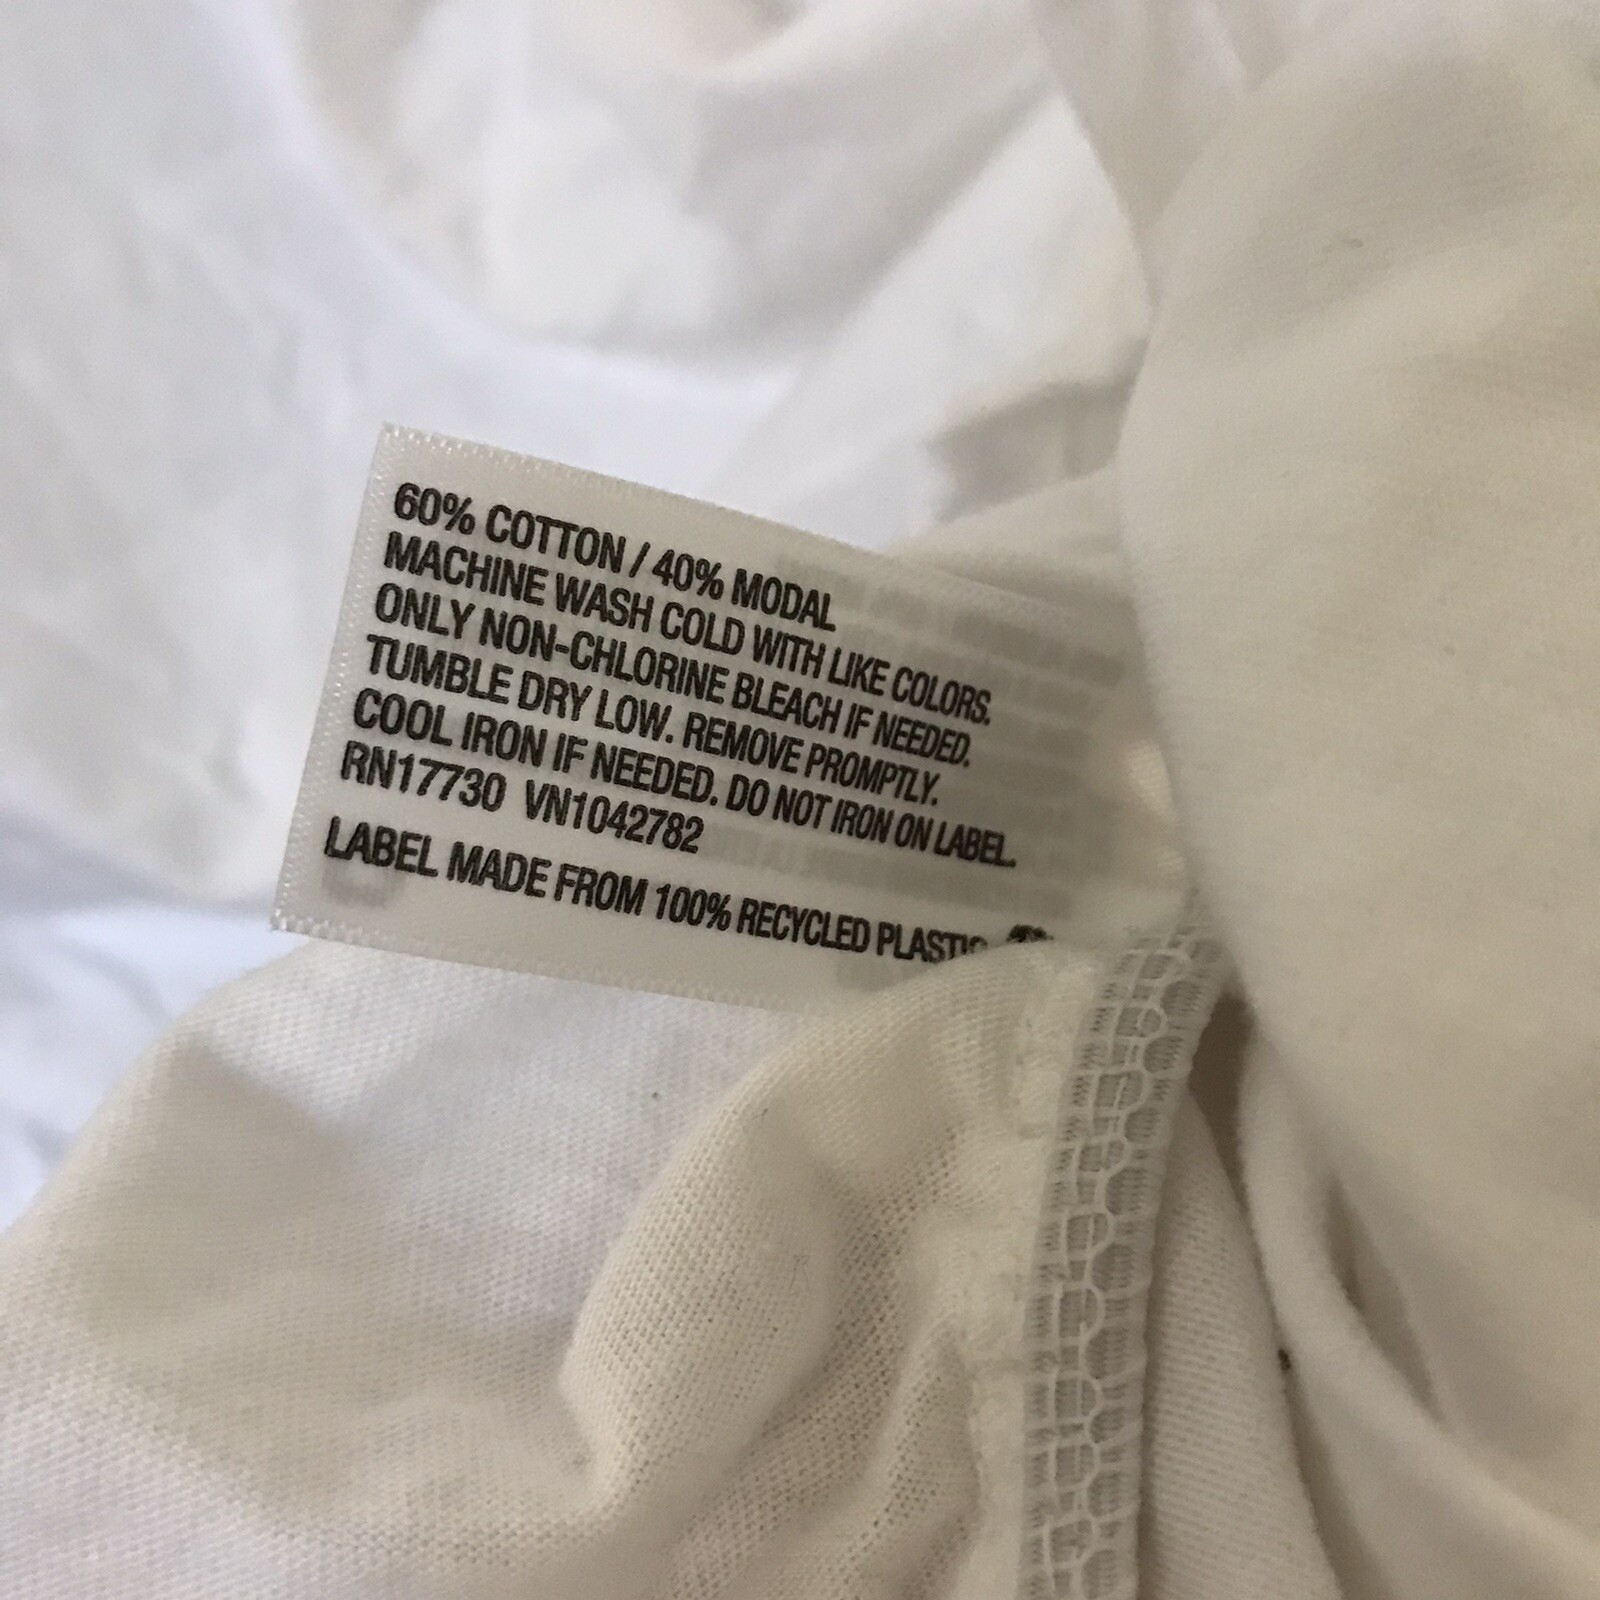 60% COTTON / 40% MODAL
MACHINE WASH COLD WITH LIKE COLORS.
ONLY NON-CHLORINE BLEACH IF NEEDED.
TUMBLE DRY LOW. REMOVE PROMPTLY.
COOL IRON IF NEEDED. DO NOT IRON ON LABEL.
RN17730 VN1042782
LABEL MADE FROM 100% RECYCLED PLASTIC